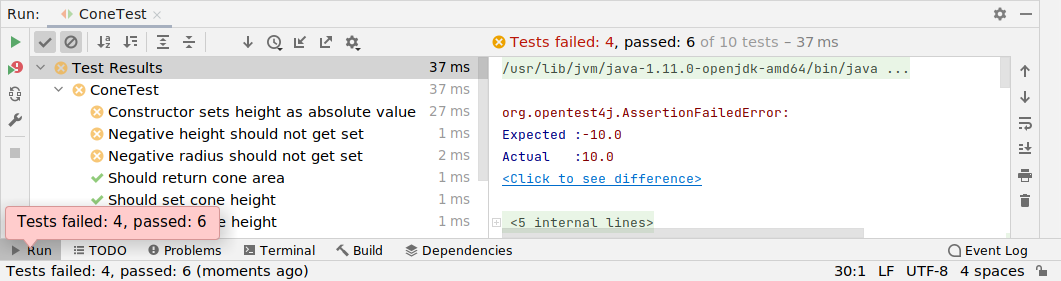 Run: ConeTest
Tests failed: 4, passed: 6 of 10 tests – 37 ms
Test Results 37 ms
ConeTest 37 ms
Constructor sets height as absolute value 27 ms
Negative height should not get set 1 ms
Negative radius should not get set 2 ms
Should return cone area 1 ms
Should set cone height 1 ms
e height 1 ms
/usr/lib/jvm/java-1.11.0-openjdk-amd64/bin/java ...
org.opentest4j.AssertionFailedError:
Expected :-10.0
Actual :10.0
<Click to see difference>
<5 internal lines>
Tests failed: 4, passed: 6
Run TODO Problems Terminal Build Dependencies Event Log
Tests failed: 4, passed: 6 (moments ago) 30:1 LF UTF-8 4 spaces